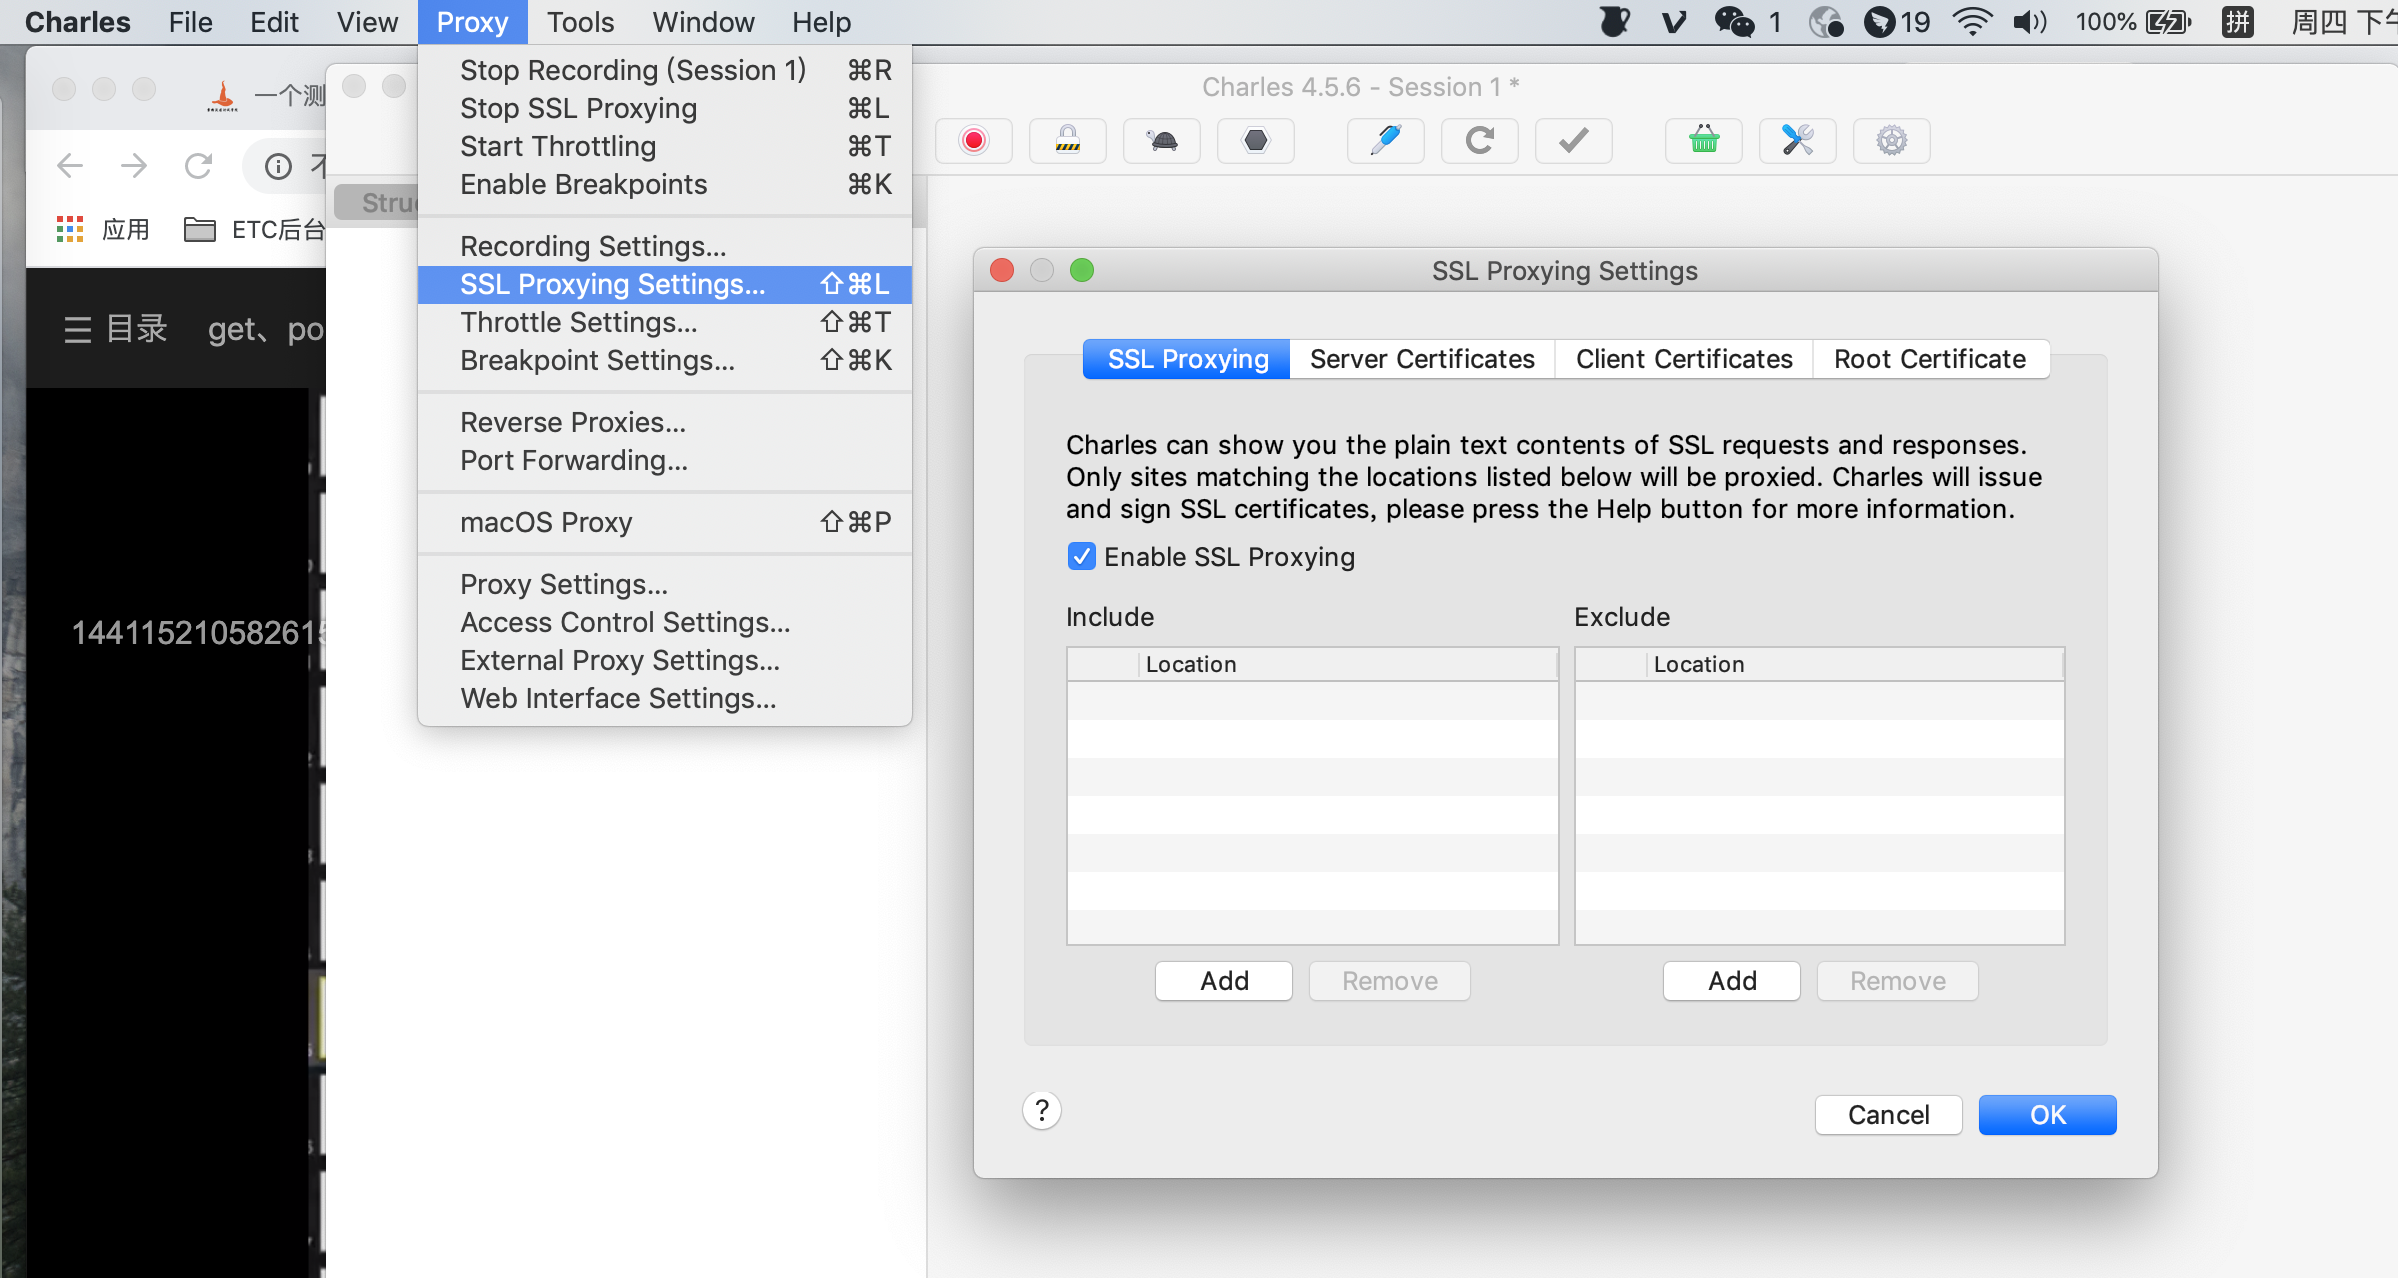 Charles File Edit View Proxy Tools Window Help 1 19 100% 拼 周四 下午
一个测
Charles 4.5.6 - Session 1 *
应用 ETC后台
目录 get、po
144115210582615
Stop Recording (Session 1) ⌘R
Stop SSL Proxying ⌘L
Start Throttling ⌘T
Enable Breakpoints ⌘K
Recording Settings...
SSL Proxying Settings... ⇧⌘L
Throttle Settings... ⇧⌘T
Breakpoint Settings... ⇧⌘K
Reverse Proxies...
Port Forwarding...
macOS Proxy ⇧⌘P
Proxy Settings...
Access Control Settings...
External Proxy Settings...
Web Interface Settings...
SSL Proxying Settings
SSL Proxying Server Certificates Client Certificates Root Certificate
Charles can show you the plain text contents of SSL requests and responses.
Only sites matching the locations listed below will be proxied. Charles will issue
and sign SSL certificates, please press the Help button for more information.
Enable SSL Proxying
Include Exclude
Location Location
Add Remove Add Remove
? Cancel OK